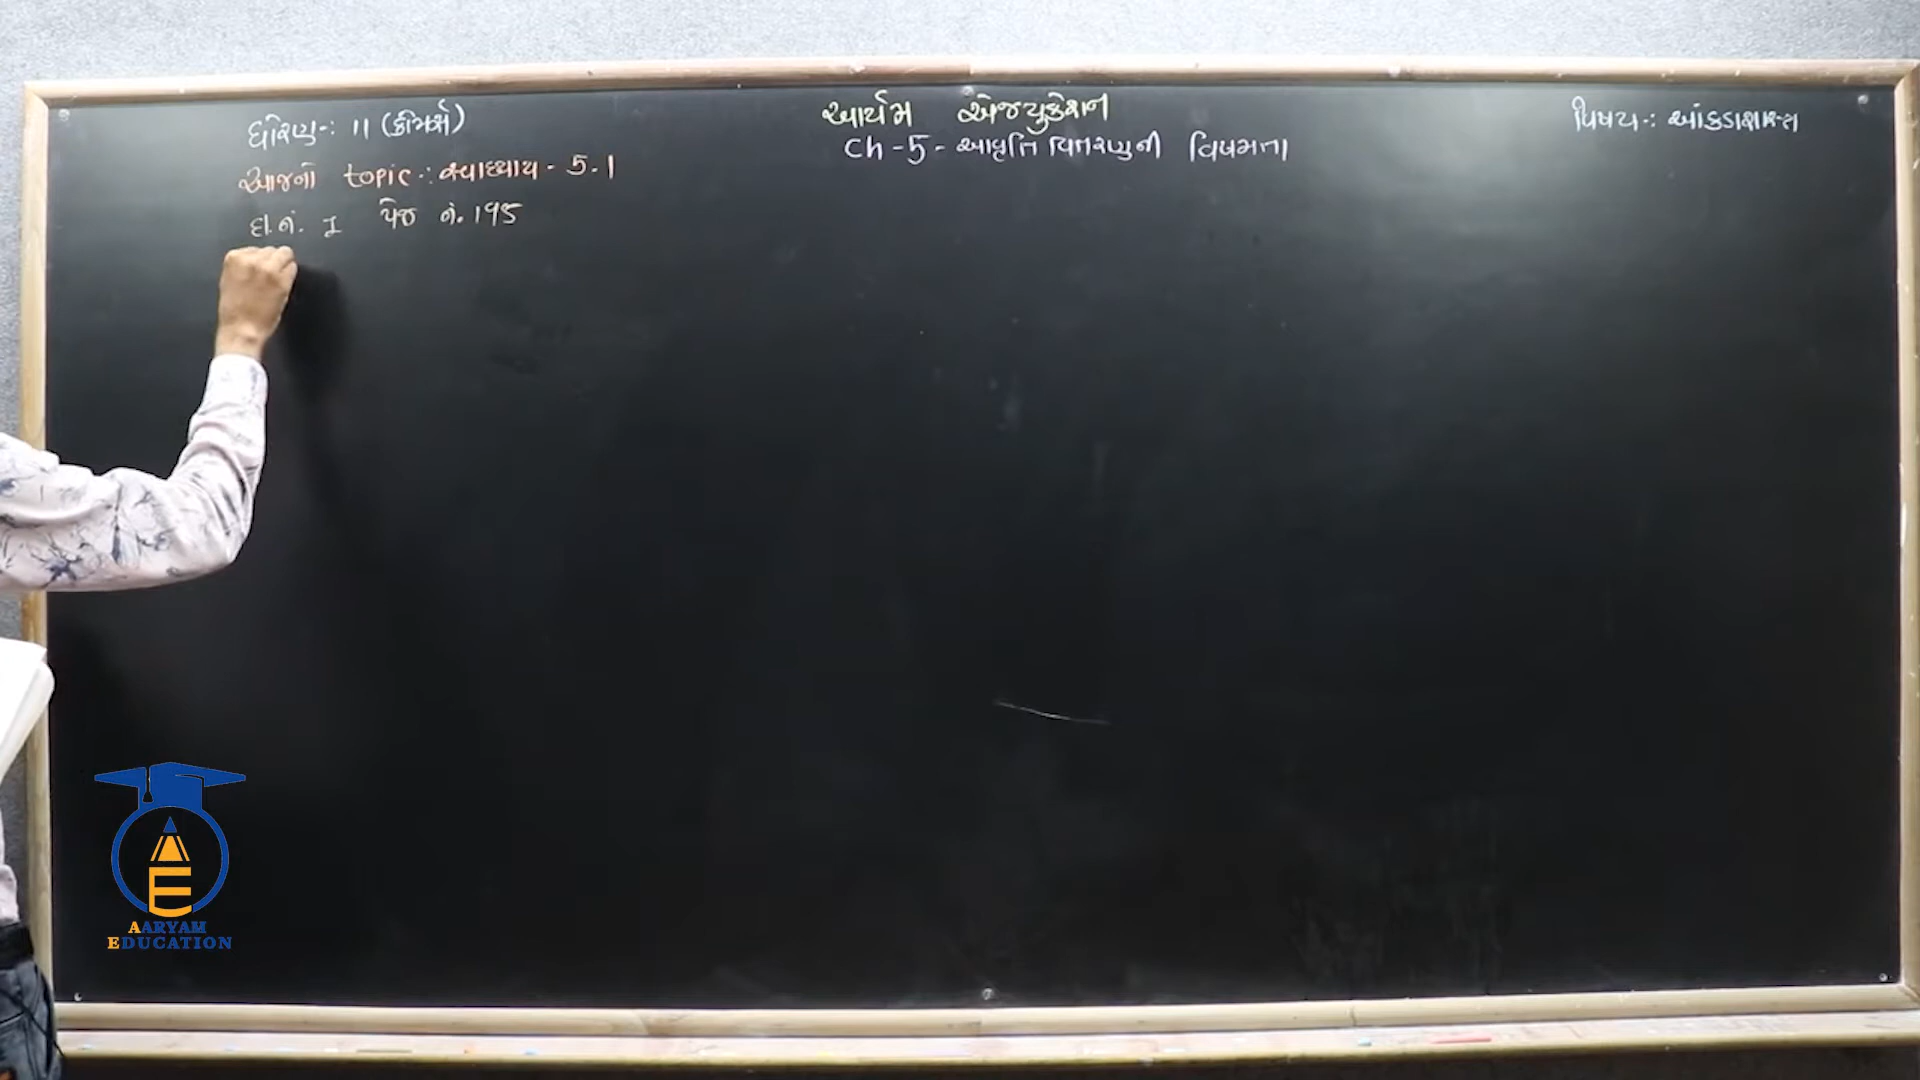 ધોરણ-: 11 (કોમર્સ)
આર્યમ એજ્યુકેશન
વિષય-: આંકડાશાસ્ત્ર
Ch-5- આવૃત્તિ વિતરણની વિષમતા
આજનો topic-: સ્વાધ્યાય - 5.1
દા.નં. 1 પેજ નં. 195
AARYAM
EDUCATION